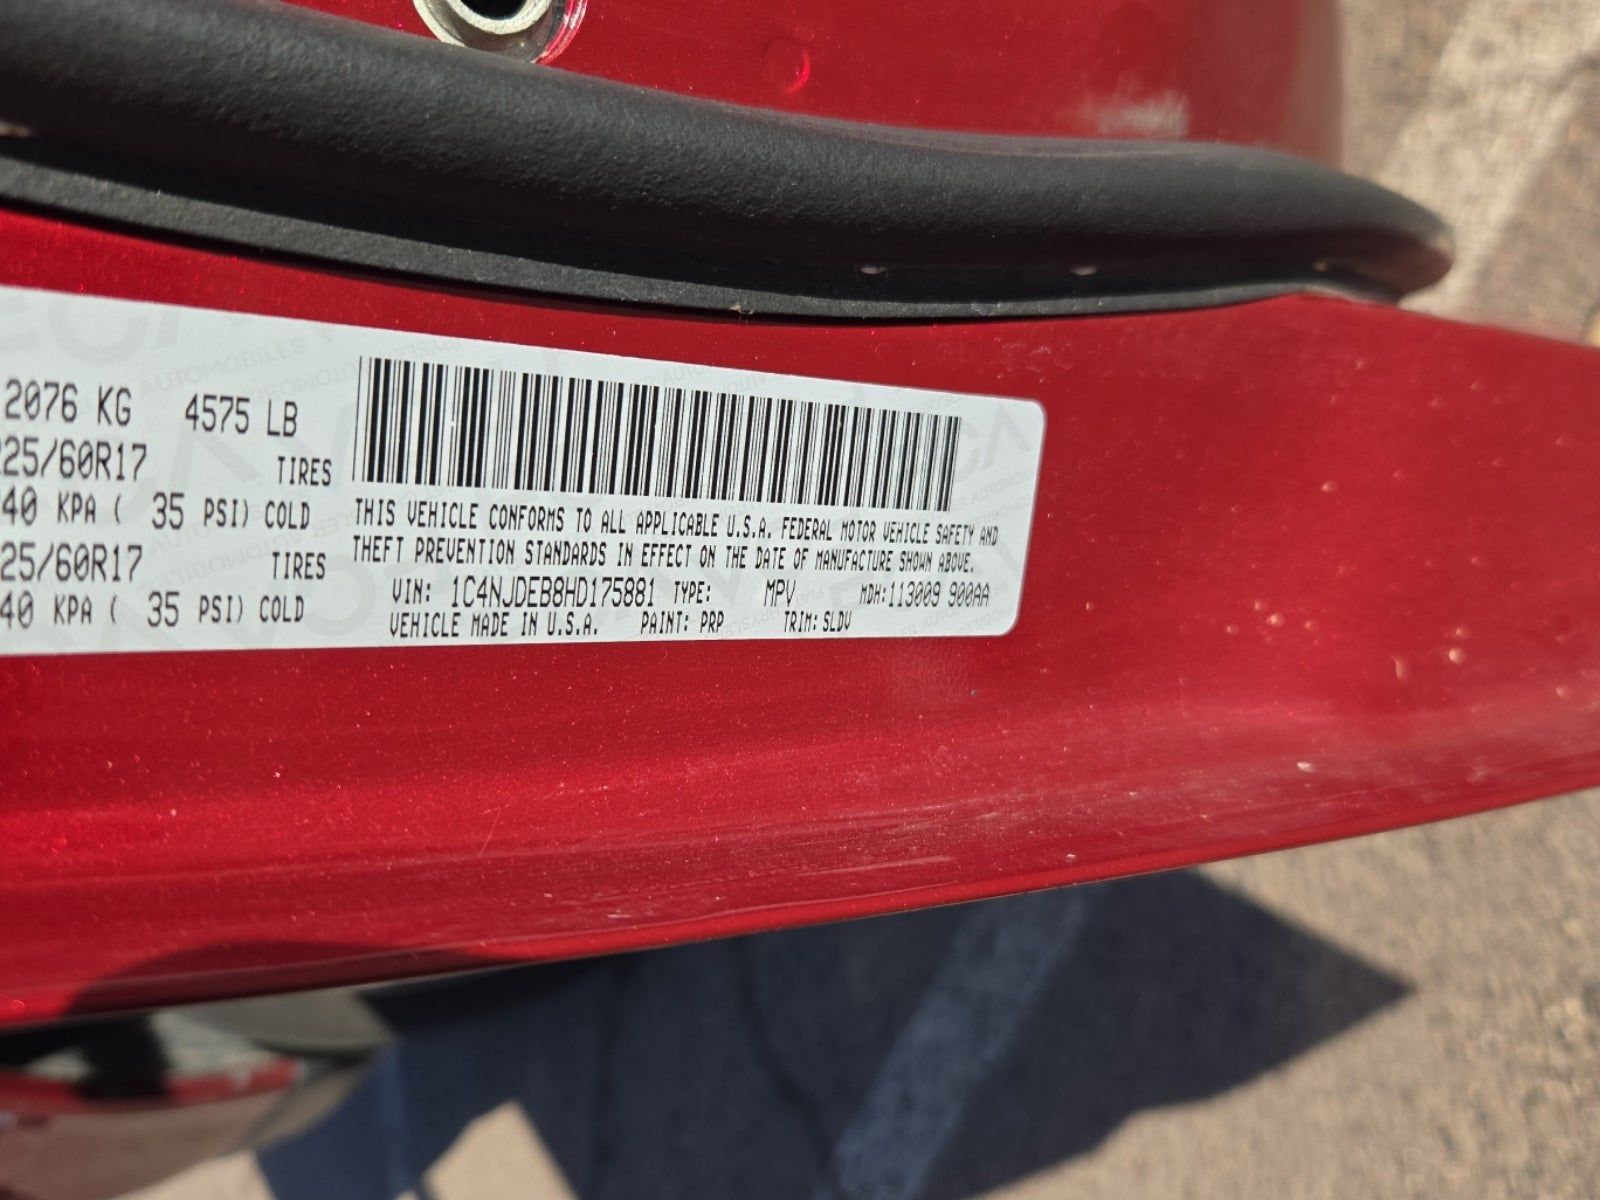 2076 KG 4575 LB
25/60R17 TIRES
40 KPA ( 35 PSI) COLD
25/60R17 TIRES
40 KPA ( 35 PSI) COLD
THIS VEHICLE CONFORMS TO ALL APPLICABLE U.S.A. FEDERAL MOTOR VEHICLE SAFETY AND
THEFT PREVENTION STANDARDS IN EFFECT ON THE DATE OF MANUFACTURE SHOWN ABOVE.
VIN: 1C4NJDEB8HD175881 TYPE: MPV MDH:113009 900AA
VEHICLE MADE IN U.S.A. PAINT: PRP TRIM: SLDV